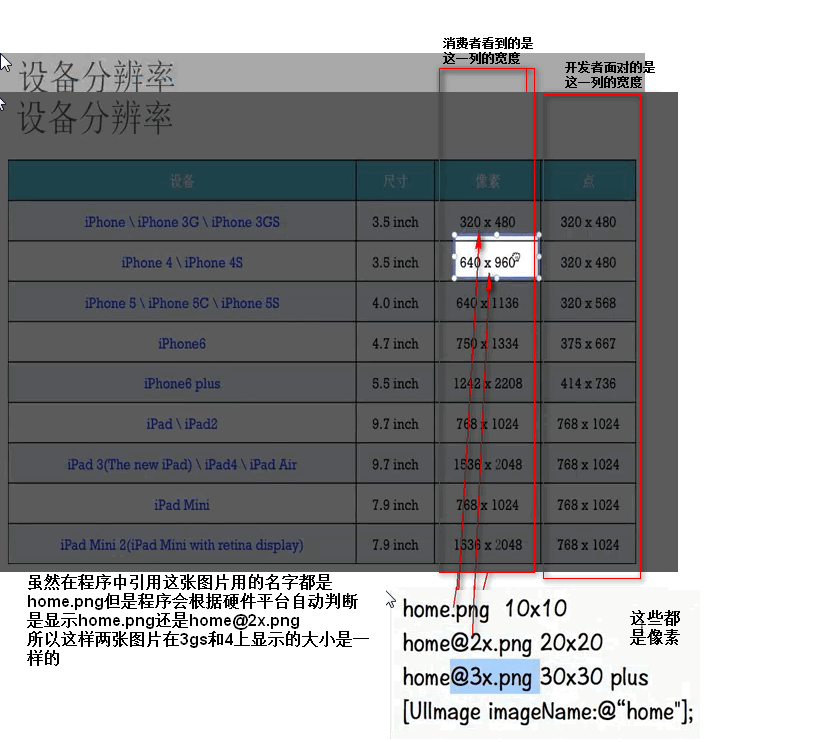 消费者看到的是
这一列的宽度
开发者面对的是
这一列的宽度
设备分辨率
设备分辨率
设备 尺寸 像素 点
iPhone \ iPhone 3G \ iPhone 3GS 3.5 inch 320 x 480 320 x 480
iPhone 4 \ iPhone 4S 3.5 inch 640 x 960 320 x 480
iPhone 5 \ iPhone 5C \ iPhone 5S 4.0 inch 640 x 1136 320 x 568
iPhone6 4.7 inch 750 x 1334 375 x 667
iPhone6 plus 5.5 inch 1242 x 2208 414 x 736
iPad \ iPad2 9.7 inch 768 x 1024 768 x 1024
iPad 3(The new iPad) \ iPad4 \ iPad Air 9.7 inch 1536 x 2048 768 x 1024
iPad Mini 7.9 inch 768 x 1024 768 x 1024
iPad Mini 2(iPad Mini with retina display) 7.9 inch 1536 x 2048 768 x 1024
虽然在程序中引用这张图片用的名字都是
home.png但是程序会根据硬件平台自动判断
是显示home.png还是home@2x.png
所以这样两张图片在3gs和4上显示的大小是一
样的
home.png 10x10
home@2x.png 20x20
home@3x.png 30x30 plus
[UIImage imageName:@“home"];
这些都
是像素